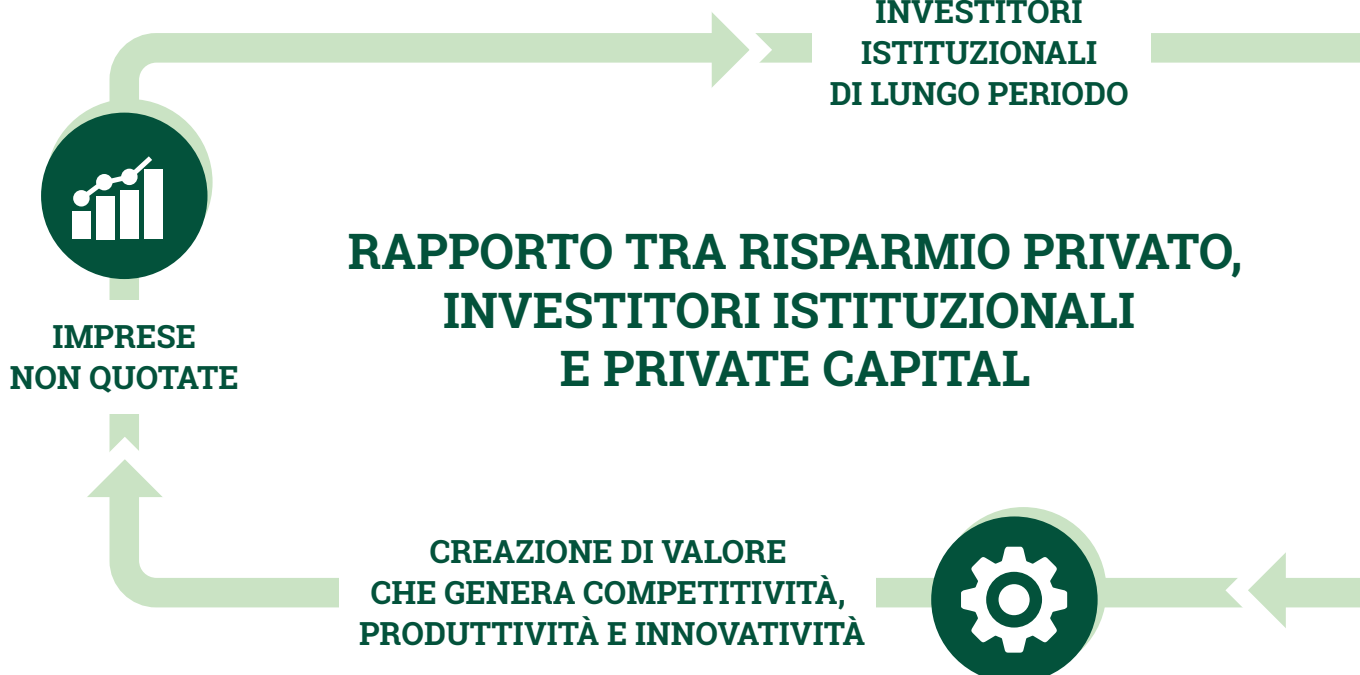 INVESTITORI
ISTITUZIONALI
DI LUNGO PERIODO
RAPPORTO TRA RISPARMIO PRIVATO,
INVESTITORI ISTITUZIONALI
E PRIVATE CAPITAL
IMPRESE
NON QUOTATE
CREAZIONE DI VALORE
CHE GENERA COMPETITIVITÀ,
PRODUTTIVITÀ E INNOVATIVITÀ